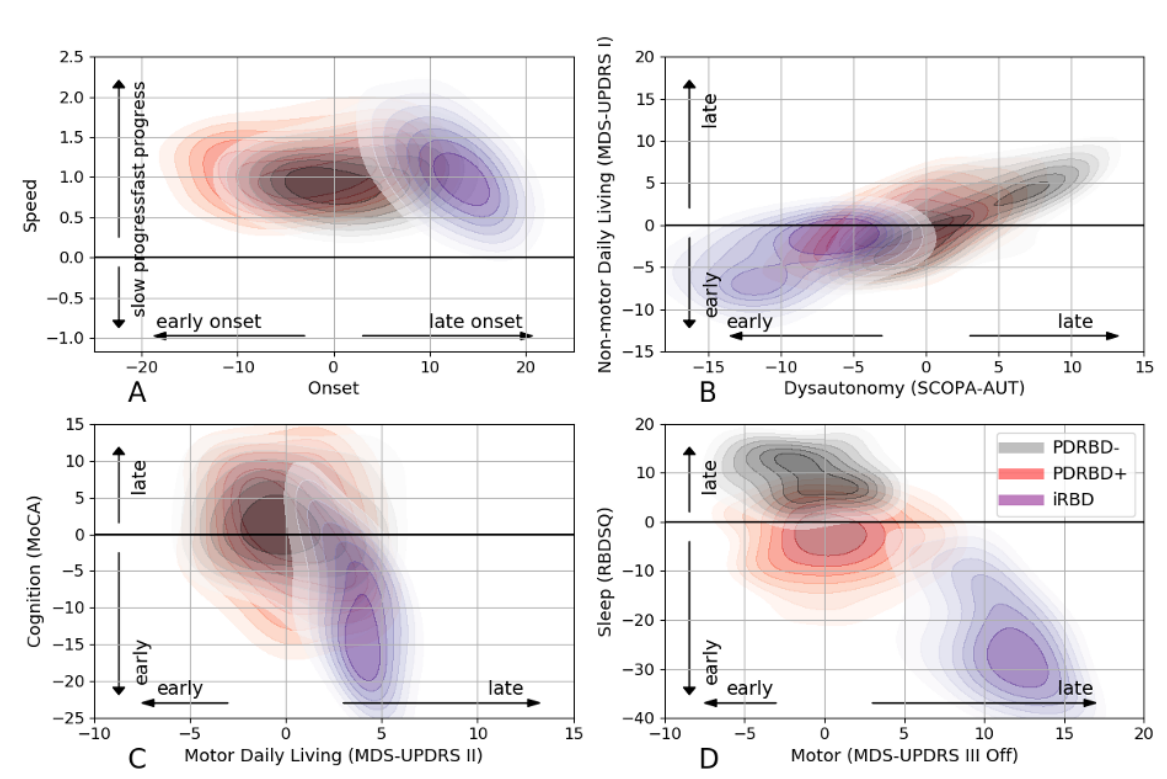 2.5
2.0
1.5
1.0
0.5
0.0
−0.5
−1.0
Speed
slow progressfast progress
early onset
late onset
−20
−10
0
10
20
Onset
A
20
15
10
5
0
−5
−10
−15
Non-motor Daily Living (MDS-UPDRS I)
late
early
early
late
−15
−10
−5
0
5
10
15
Dysautonomy (SCOPA-AUT)
B
15
10
5
0
−5
−10
−15
−20
−25
Cognition (MoCA)
late
early
early
late
−10
−5
0
5
10
15
Motor Daily Living (MDS-UPDRS II)
C
20
10
0
−10
−20
−30
−40
Sleep (RBDSQ)
late
early
early
late
PDRBD-
PDRBD+
iRBD
−10
−5
0
5
10
15
20
Motor (MDS-UPDRS III Off)
D